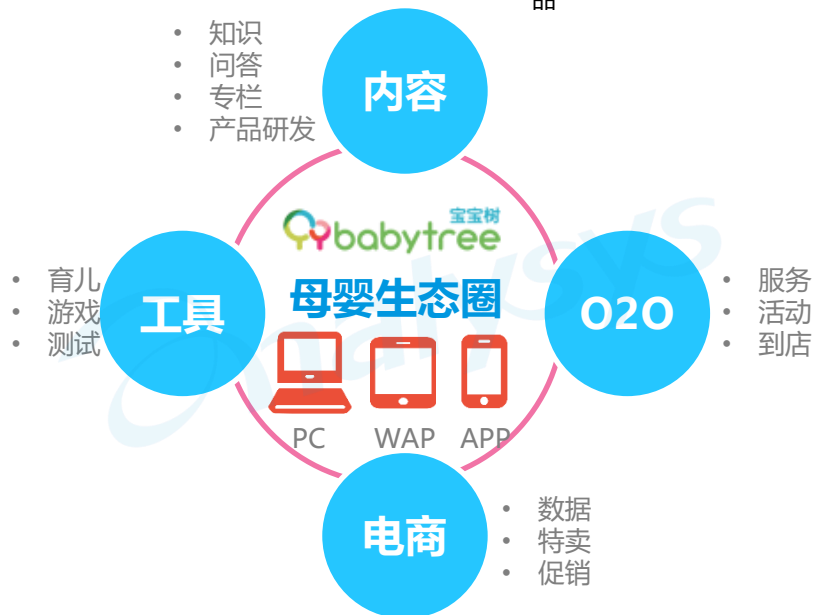 品
知识
问答
专栏
产品研发
内容
宝宝树
babytree
母婴生态圈
育儿
游戏
测试
工具
O2O
服务
活动
到店
PC
WAP
APP
电商
数据
特卖
促销
analysys